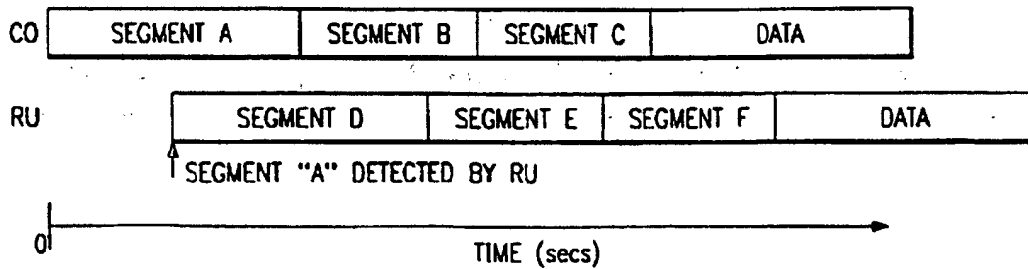 CO SEGMENT A SEGMENT B SEGMENT C DATA
RU SEGMENT D SEGMENT E SEGMENT F DATA
SEGMENT "A" DETECTED BY RU
0
TIME (secs)